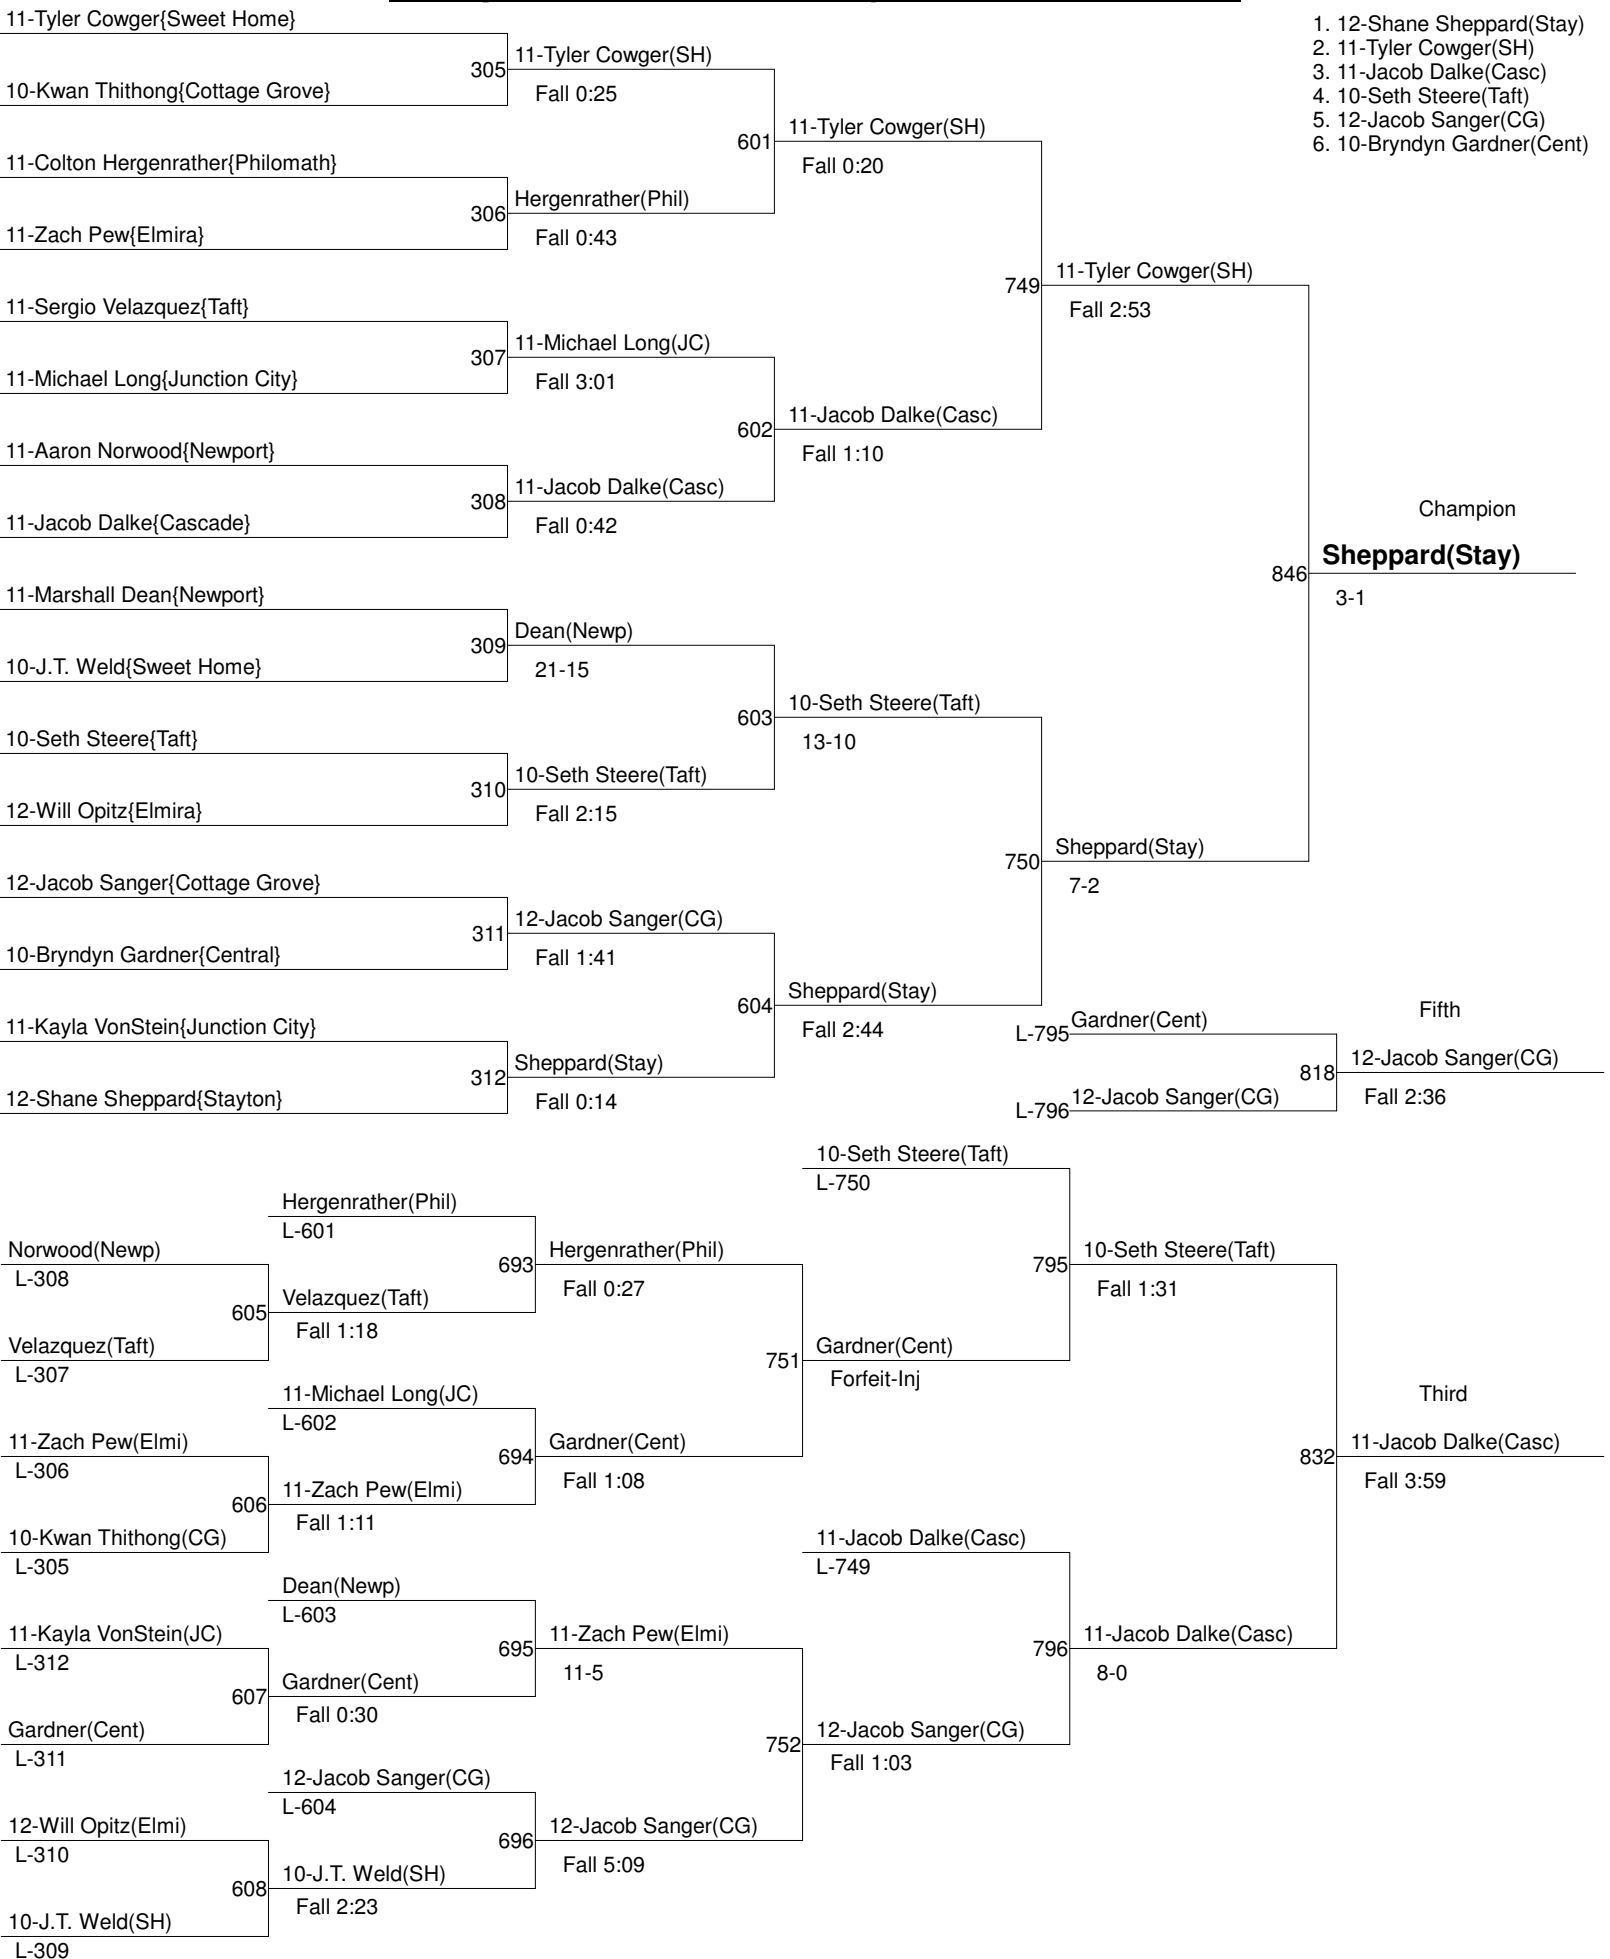 11-Tyler Cowger{Sweet Home}
10-Kwan Thithong{Cottage Grove}
11-Colton Hergenrather{Philomath}
11-Zach Pew{Elmira}
11-Sergio Velazquez{Taft}
11-Michael Long{Junction City}
11-Aaron Norwood{Newport}
11-Jacob Dalke{Cascade}
11-Marshall Dean{Newport}
10-J.T. Weld{Sweet Home}
10-Seth Steere{Taft}
12-Will Opitz{Elmira}
12-Jacob Sanger{Cottage Grove}
10-Bryndyn Gardner{Central}
11-Kayla VonStein{Junction City}
12-Shane Sheppard{Stayton}
305
11-Tyler Cowger(SH)
Fall 0:25
306
Hergenrather(Phil)
Fall 0:43
307
11-Michael Long(JC)
Fall 3:01
308
11-Jacob Dalke(Casc)
Fall 0:42
309
Dean(Newp)
21-15
310
10-Seth Steere(Taft)
Fall 2:15
311
12-Jacob Sanger(CG)
Fall 1:41
312
Sheppard(Stay)
Fall 0:14
601
11-Tyler Cowger(SH)
Fall 0:20
602
11-Jacob Dalke(Casc)
Fall 1:10
603
10-Seth Steere(Taft)
13-10
604
Sheppard(Stay)
Fall 2:44
749
11-Tyler Cowger(SH)
Fall 2:53
750
Sheppard(Stay)
7-2
1. 12-Shane Sheppard(Stay)
2. 11-Tyler Cowger(SH)
3. 11-Jacob Dalke(Casc)
4. 10-Seth Steere(Taft)
5. 12-Jacob Sanger(CG)
6. 10-Bryndyn Gardner(Cent)
Champion
846
Sheppard(Stay)
3-1
Fifth
L-795
Gardner(Cent)
L-796
12-Jacob Sanger(CG)
818
12-Jacob Sanger(CG)
Fall 2:36
Norwood(Newp)
L-308
Velazquez(Taft)
L-307
11-Zach Pew(Elmi)
L-306
10-Kwan Thithong(CG)
L-305
11-Kayla VonStein(JC)
L-312
Gardner(Cent)
L-311
12-Will Opitz(Elmi)
L-310
10-J.T. Weld(SH)
L-309
Hergenrather(Phil)
L-601
605
Velazquez(Taft)
Fall 1:18
11-Michael Long(JC)
L-602
606
11-Zach Pew(Elmi)
Fall 1:11
Dean(Newp)
L-603
607
Gardner(Cent)
Fall 0:30
12-Jacob Sanger(CG)
L-604
608
10-J.T. Weld(SH)
Fall 2:23
693
Hergenrather(Phil)
Fall 0:27
694
Gardner(Cent)
Fall 1:08
695
11-Zach Pew(Elmi)
11-5
696
12-Jacob Sanger(CG)
Fall 5:09
10-Seth Steere(Taft)
L-750
751
Gardner(Cent)
Forfeit-Inj
11-Jacob Dalke(Casc)
L-749
752
12-Jacob Sanger(CG)
Fall 1:03
795
10-Seth Steere(Taft)
Fall 1:31
796
11-Jacob Dalke(Casc)
8-0
Third
832
11-Jacob Dalke(Casc)
Fall 3:59